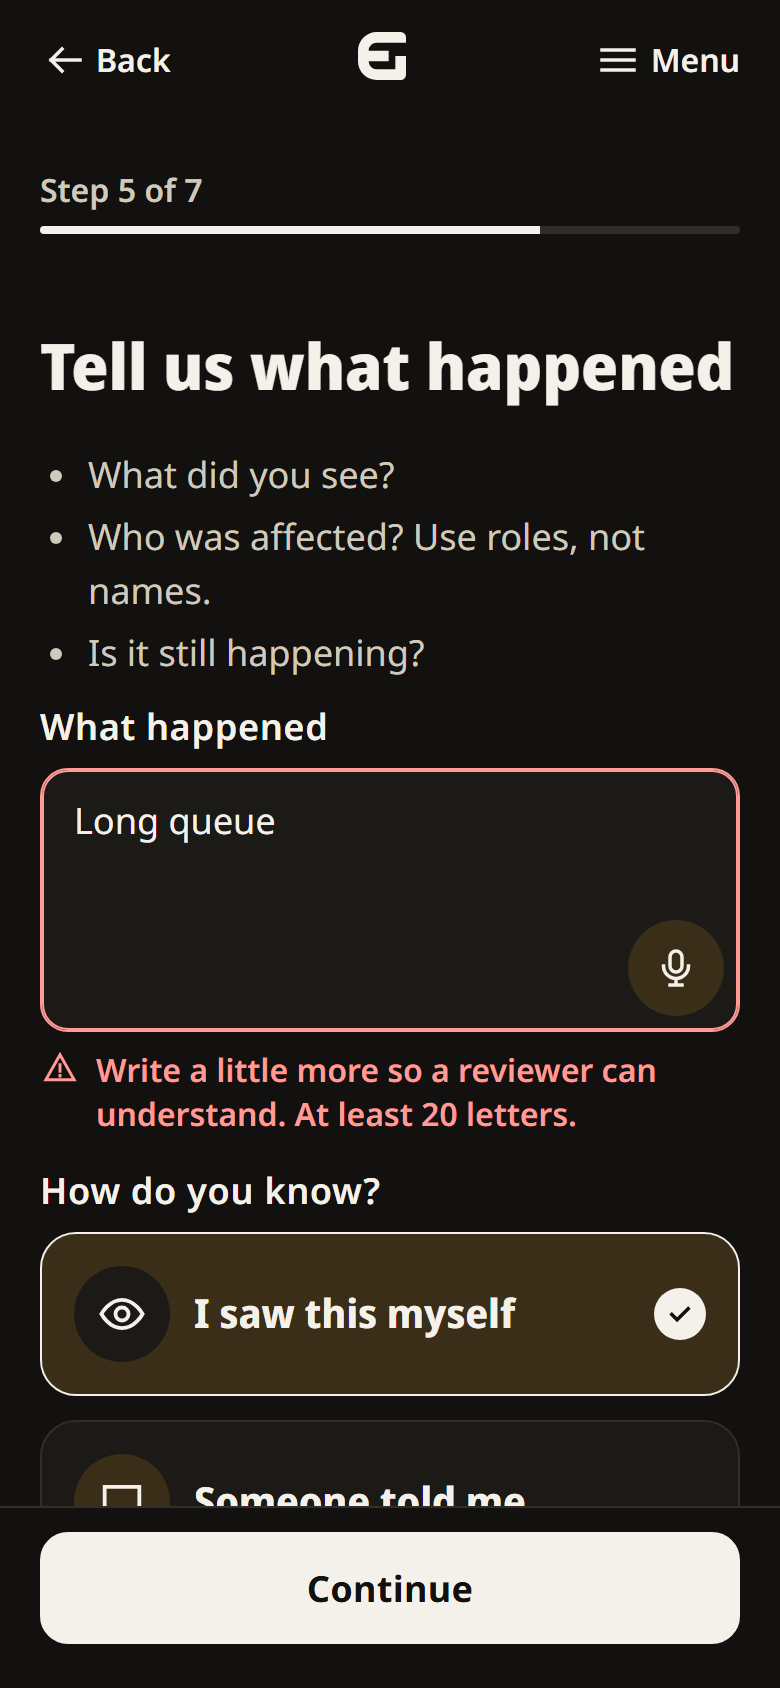 Back
Menu
Step 5 of 7
Tell us what happened
What did you see?
Who was affected? Use roles, not
names.
Is it still happening?
What happened
Long queue
Write a little more so a reviewer can
understand. At least 20 letters.
How do you know?
I saw this myself
Someone told me
Continue